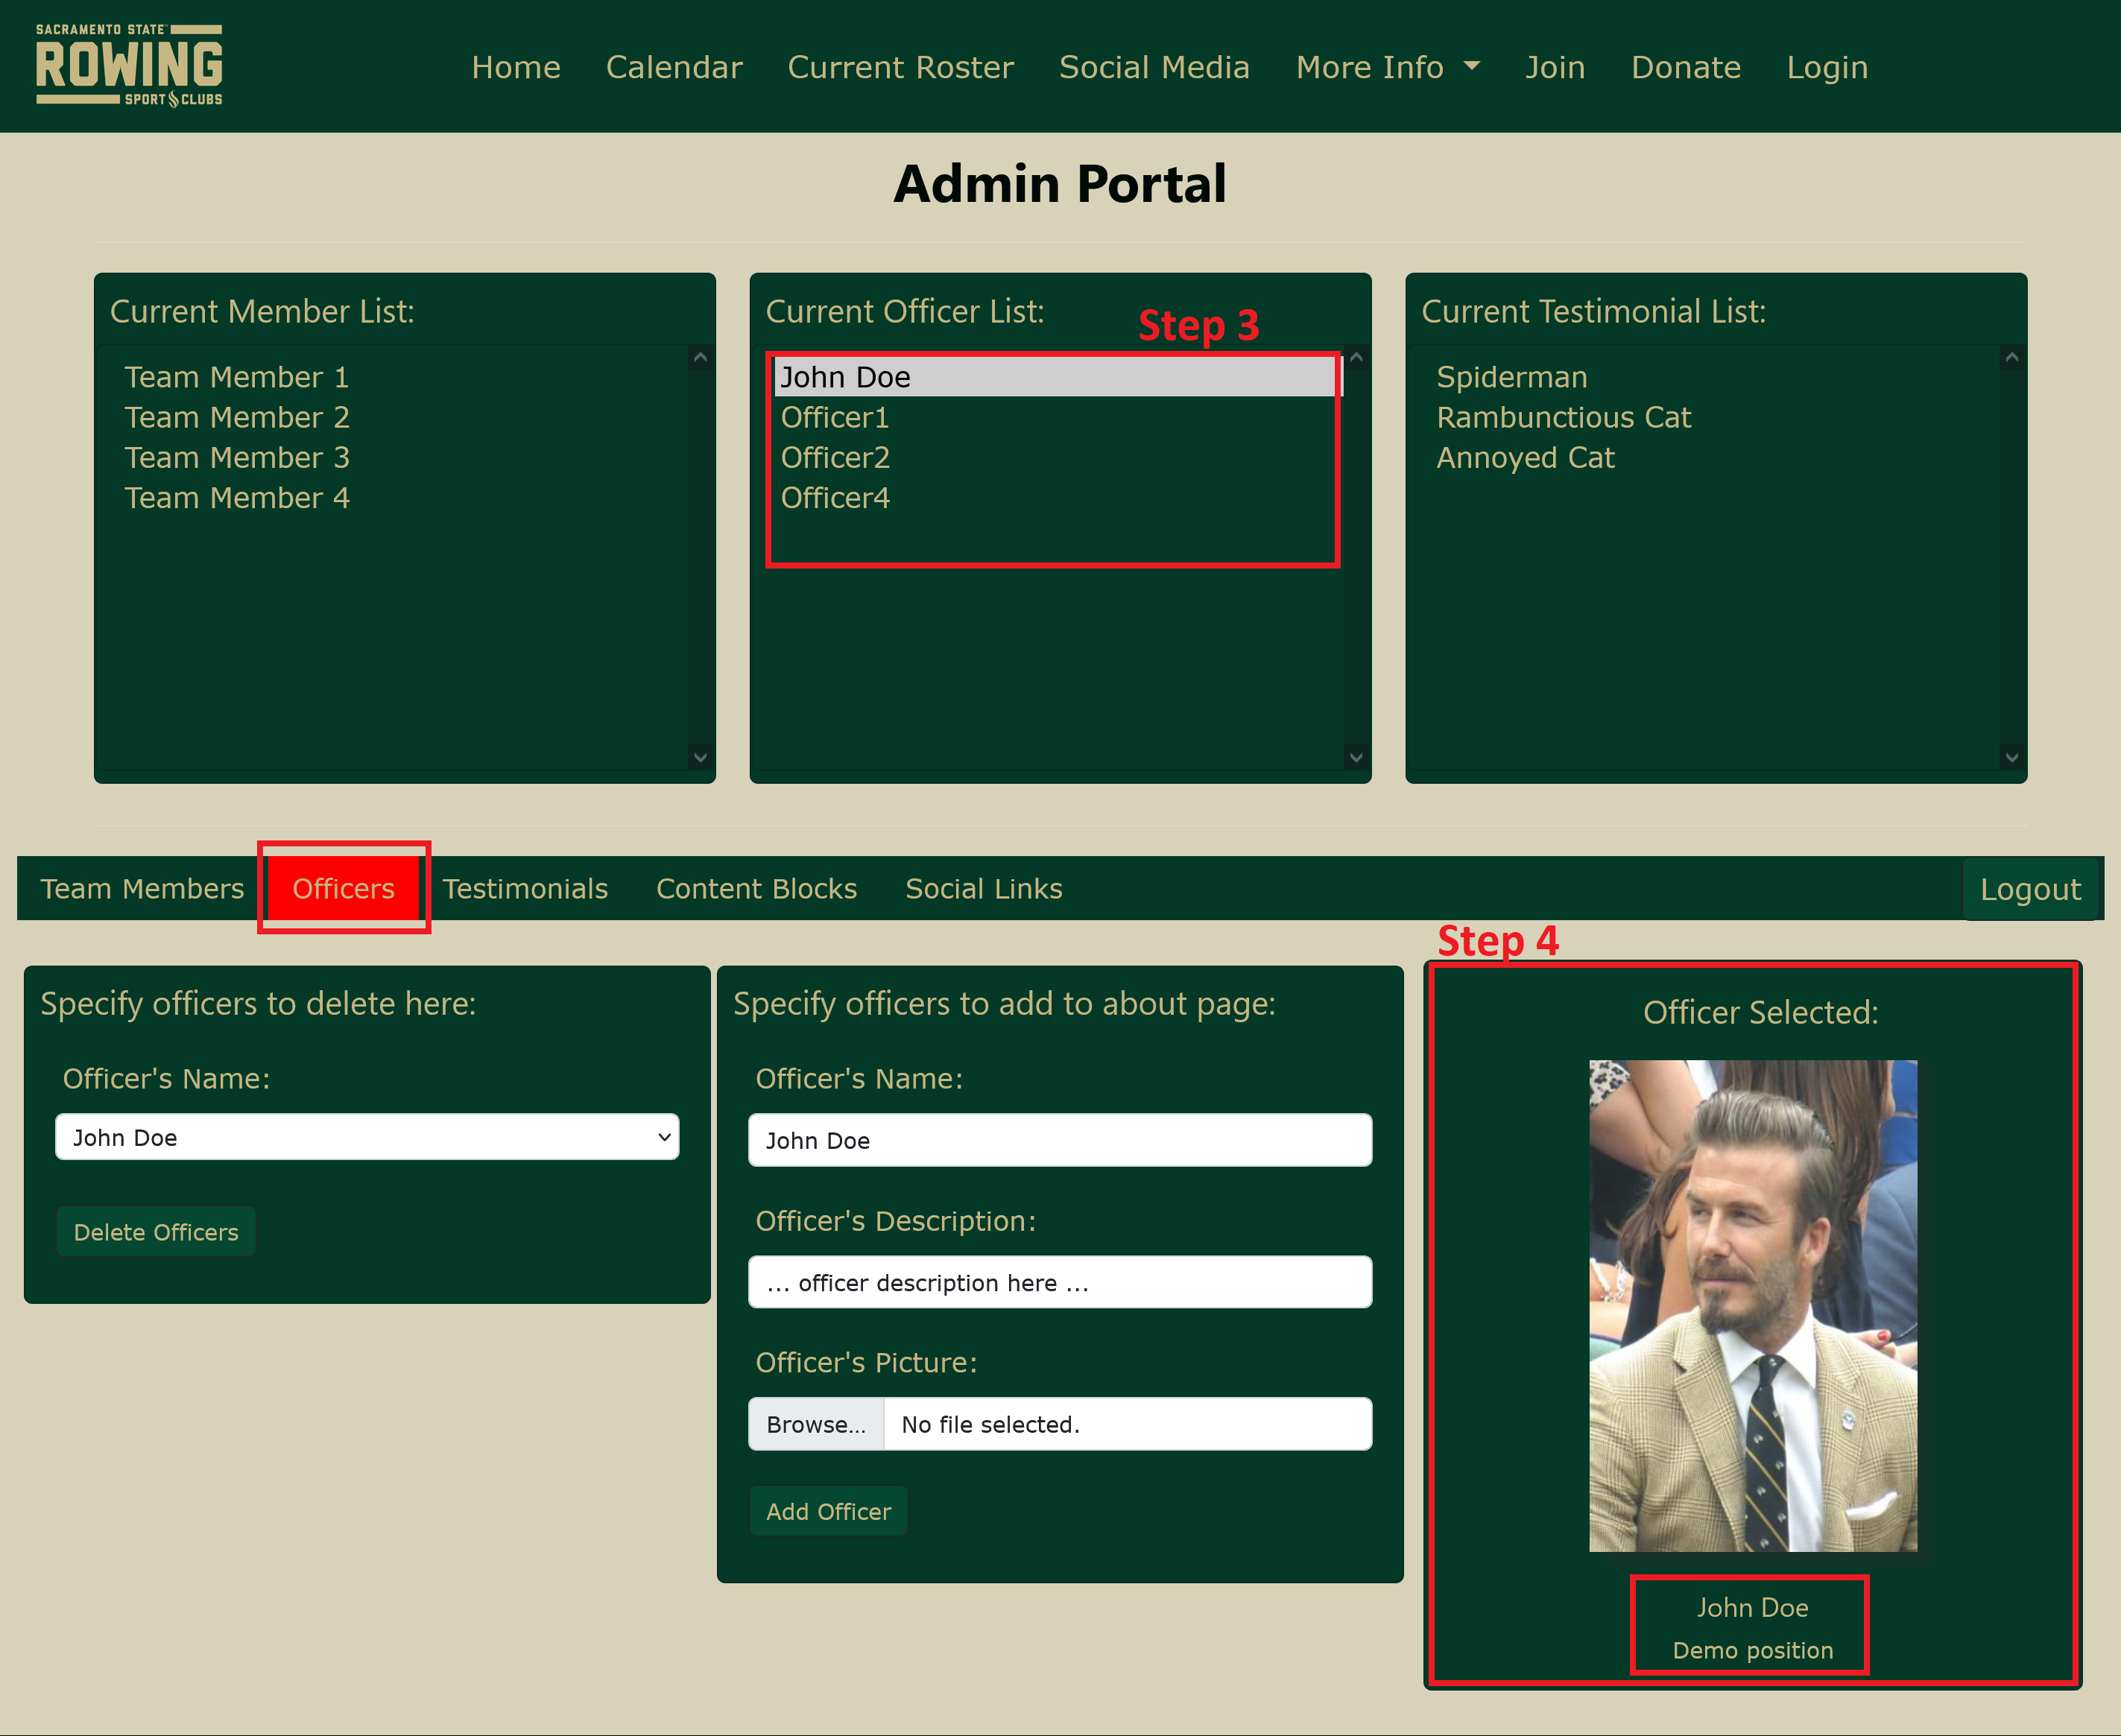 SACRAMENTO STATE
ROWING
SPORT CLUBS
Home Calendar Current Roster Social Media More Info Join Donate Login
Admin Portal
Current Member List:
Team Member 1
Team Member 2
Team Member 3
Team Member 4
Current Officer List:
Step 3
John Doe
Officer1
Officer2
Officer4
Current Testimonial List:
Spiderman
Rambunctious Cat
Annoyed Cat
Team Members Officers Testimonials Content Blocks Social Links Logout
Specify officers to delete here:
Officer's Name:
John Doe
Delete Officers
Specify officers to add to about page:
Officer's Name:
John Doe
Officer's Description:
... officer description here ...
Officer's Picture:
Browse... No file selected.
Add Officer
Step 4
Officer Selected:
John Doe
Demo position